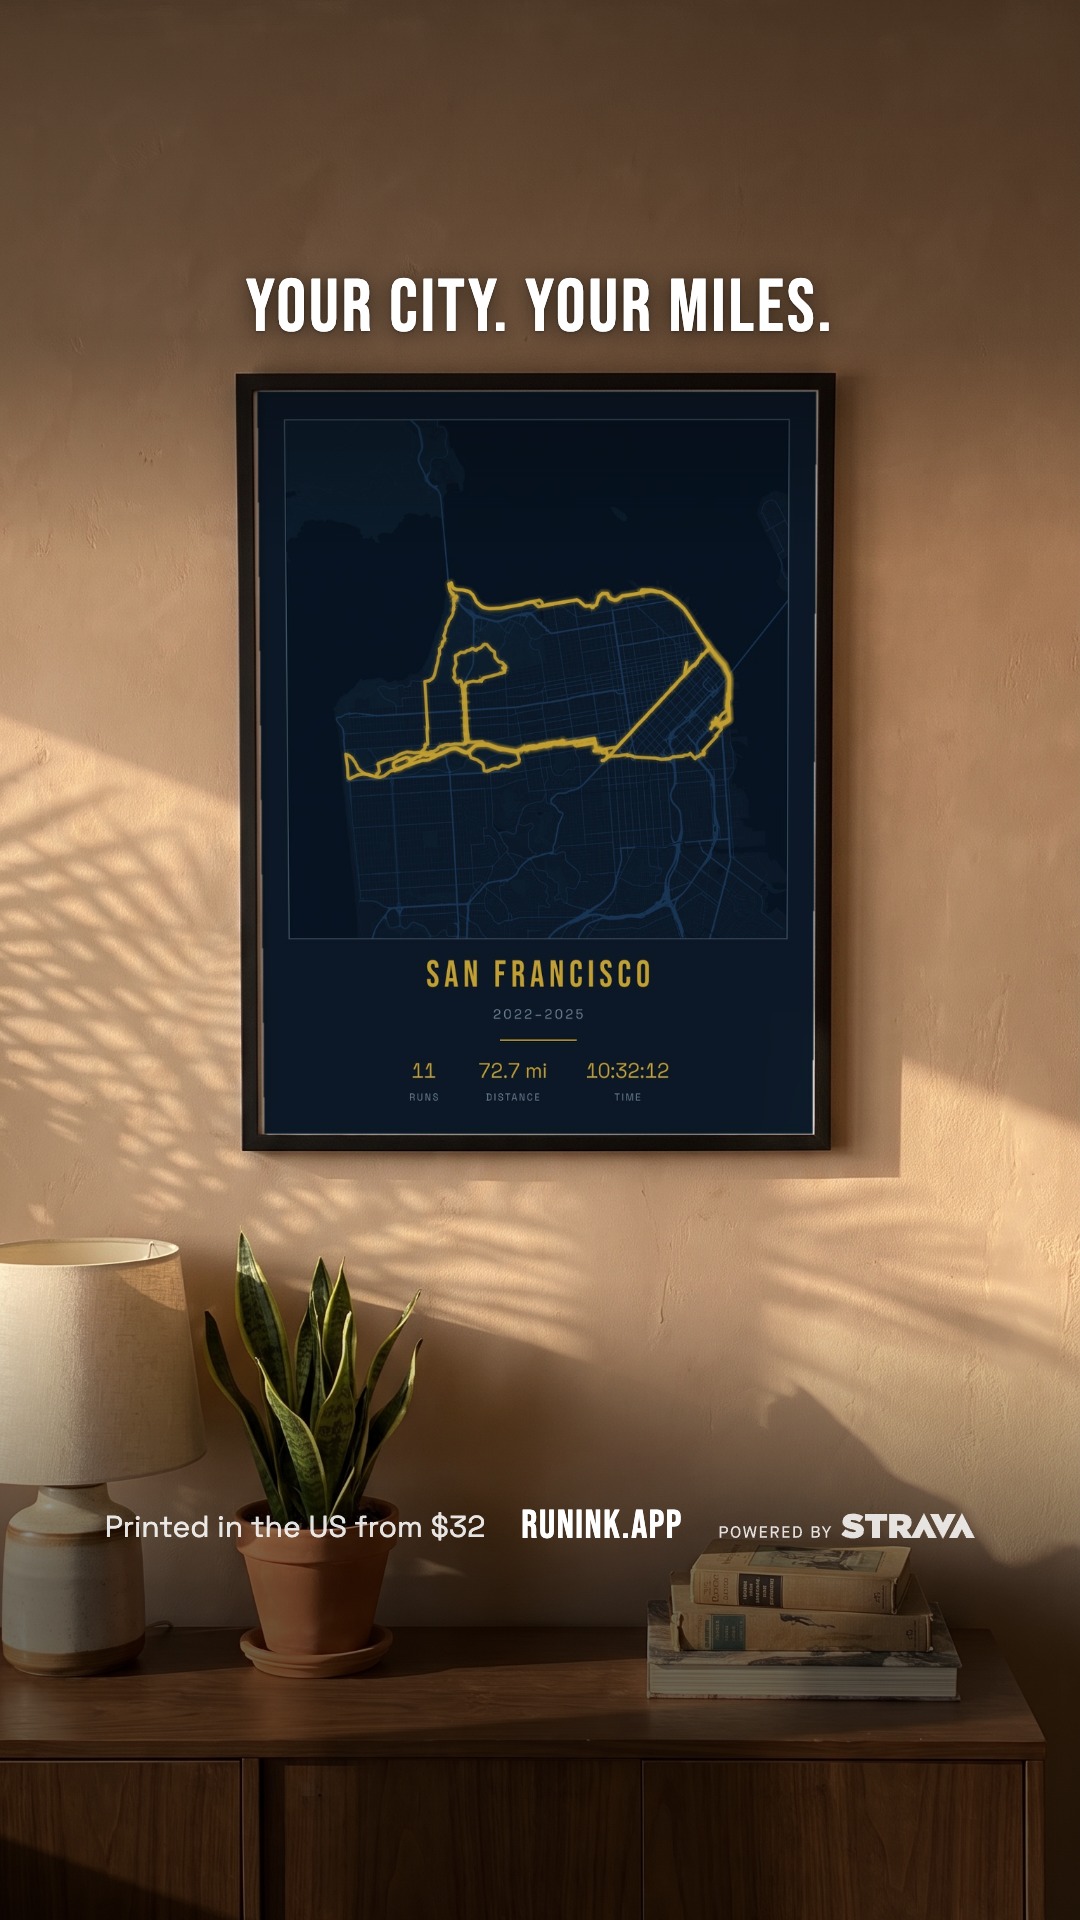 YOUR CITY. YOUR MILES.
SAN FRANCISCO
2022–2025
11 72.7 mi 10:32:12
RUNS DISTANCE TIME
Printed in the US from $32 RUNINK.APP POWERED BY STRAVA